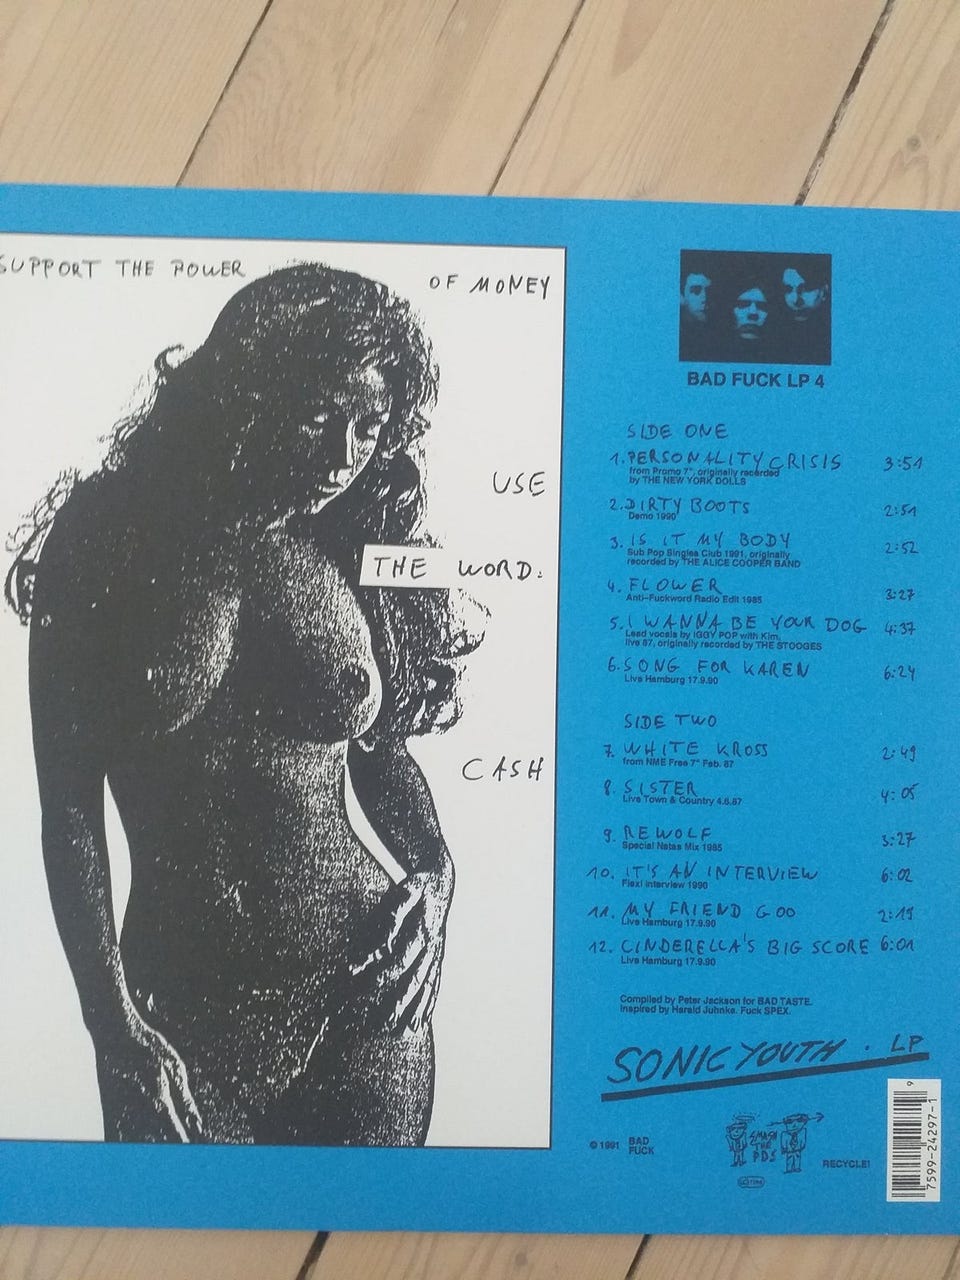 SUPPORT THE POWER
OF MONEY
USE
THE WORD:
CASH
BAD FUCK LP 4
SIDE ONE
1. PERSONALITY CRISIS 3:51
from Promo 7", originally recorded
by THE NEW YORK DOLLS
2. DIRTY BOOTS 2:51
Demo 1990
3. IS IT MY BODY 2:52
Sub Pop Singles Club 1991, originally
recorded by THE ALICE COOPER BAND
4. FLOWER 3:27
Anti-Fuckword Radio Edit 1985
5. I WANNA BE YOUR DOG 4:37
Lead vocals by IGGY POP with Kim,
live 87, originally recorded by THE STOOGES
6. SONG FOR KAREN 6:24
Live Hamburg 17.9.90
SIDE TWO
7. WHITE KROSS 2:49
from NME Free 7" Feb. 87
8. SISTER 4:05
Live Town & Country 4.6.87
9. REWOLF 3:27
Special Natas Mix 1985
10. IT'S AN INTERVIEW 6:02
Flexi Interview 1990
11. MY FRIEND GOO 2:19
Live Hamburg 17.9.90
12. CINDERELLA'S BIG SCORE 6:01
Live Hamburg 17.9.90
Compiled by Peter Jackson for BAD TASTE.
Inspired by Harald Juhnke. Fuck SPEX.
SONIC YOUTH . LP
© 1991 BAD
FUCK
SMASH
THE
PDS
RECYCLE!
7599-24297-1
9